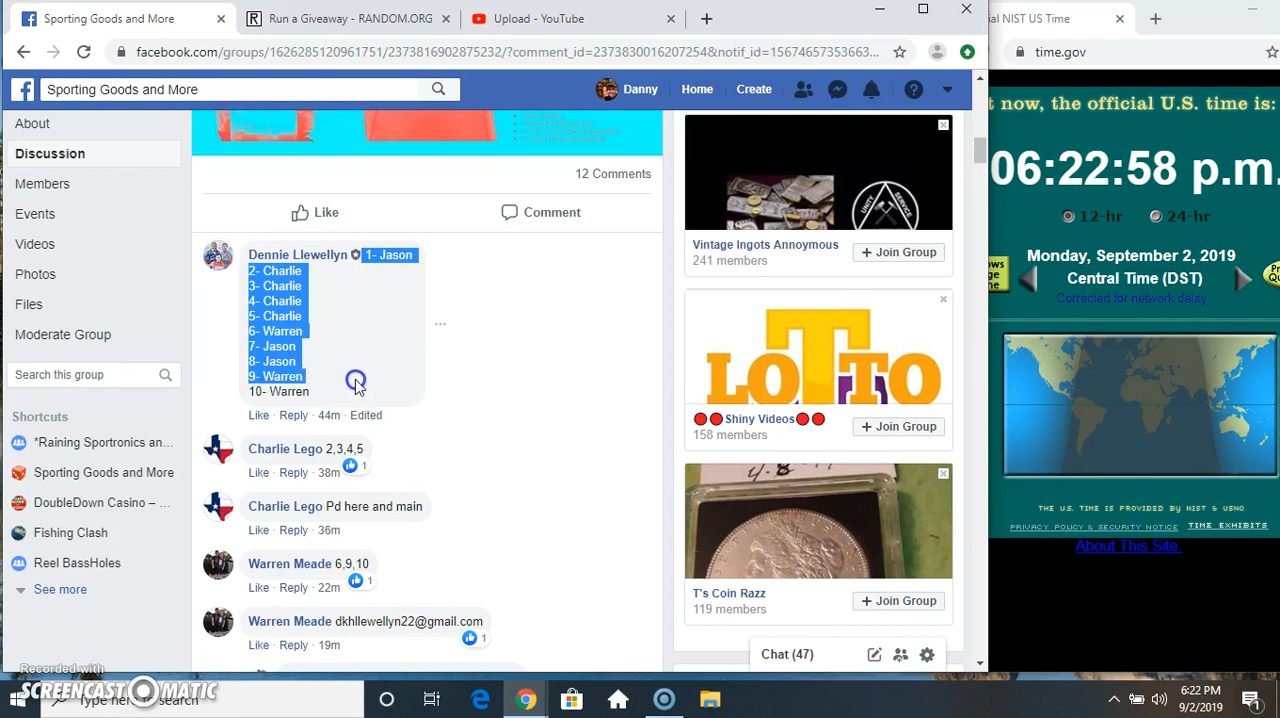 Sporting Goods and More
Run a Giveaway - RANDOM.ORG
Upload - YouTube
ial NIST US Time
facebook.com/groups/1626285120961751/2373816902875232/?comment_id=2373830016207254&notif_id=15674657353663...
time.gov
Sporting Goods and More
Danny
Home
Create
About
Discussion
Members
Events
Videos
Photos
Files
Moderate Group
Search this group
Shortcuts
*Raining Sportronics an...
Sporting Goods and More
DoubleDown Casino – ...
Fishing Clash
Reel BassHoles
See more
12 Comments
Like
Comment
Dennie Llewellyn 1- Jason
2- Charlie
3- Charlie
4- Charlie
5- Charlie
6- Warren
7- Jason
8- Jason
9- Warren
10- Warren
Like · Reply · 44m · Edited
Charlie Lego 2,3,4,5
1
Like · Reply · 38m
Charlie Lego Pd here and main
Like · Reply · 36m
Warren Meade 6,9,10
1
Like · Reply · 22m
Warren Meade dkhllewellyn22@gmail.com
1
Like · Reply · 19m
UNITY
SERVICE
Vintage Ingots Annoymous
241 members
+ Join Group
LOTTO
Shiny Videos
158 members
+ Join Group
T's Coin Razz
119 members
+ Join Group
Chat (47)
t now, the official U.S. time is:
06:22:58 p.m.
12-hr
24-hr
Monday, September 2, 2019
Central Time (DST)
Corrected for network delay
THE U.S. TIME IS PROVIDED BY NIST & USNO
PRIVACY POLICY & SECURITY NOTICE
TIME EXHIBITS
About This Site
Recorded with
SCREENCAST-O-MATIC
Type here to search
6:22 PM
9/2/2019
1